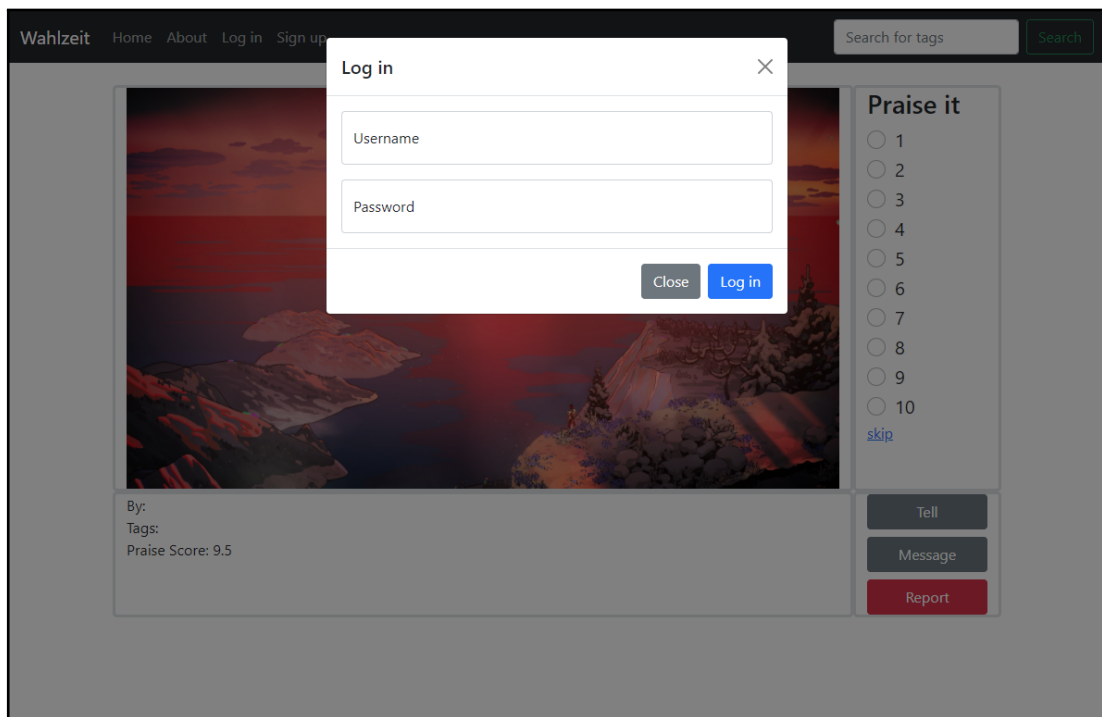 Wahlzeit Home About Log in Sign up Search for tags Search
Log in
Username
Password
Close Log in
Praise it
1
2
3
4
5
6
7
8
9
10
skip
By:
Tags:
Praise Score: 9.5
Tell
Message
Report